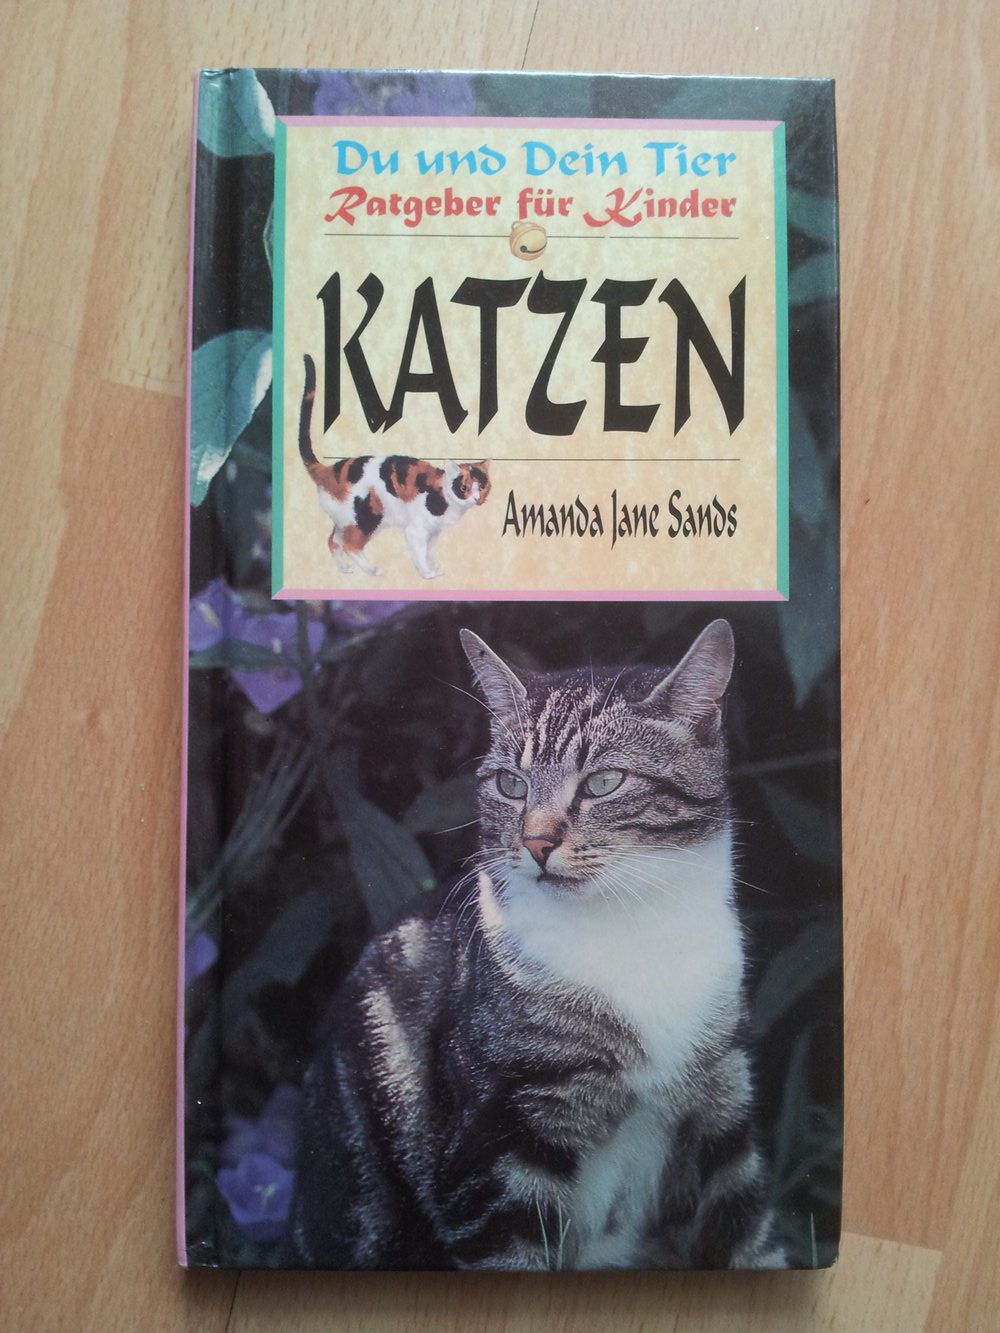 Du und Dein Tier
Ratgeber für Kinder
KATZEN
Amanda Jane Sands